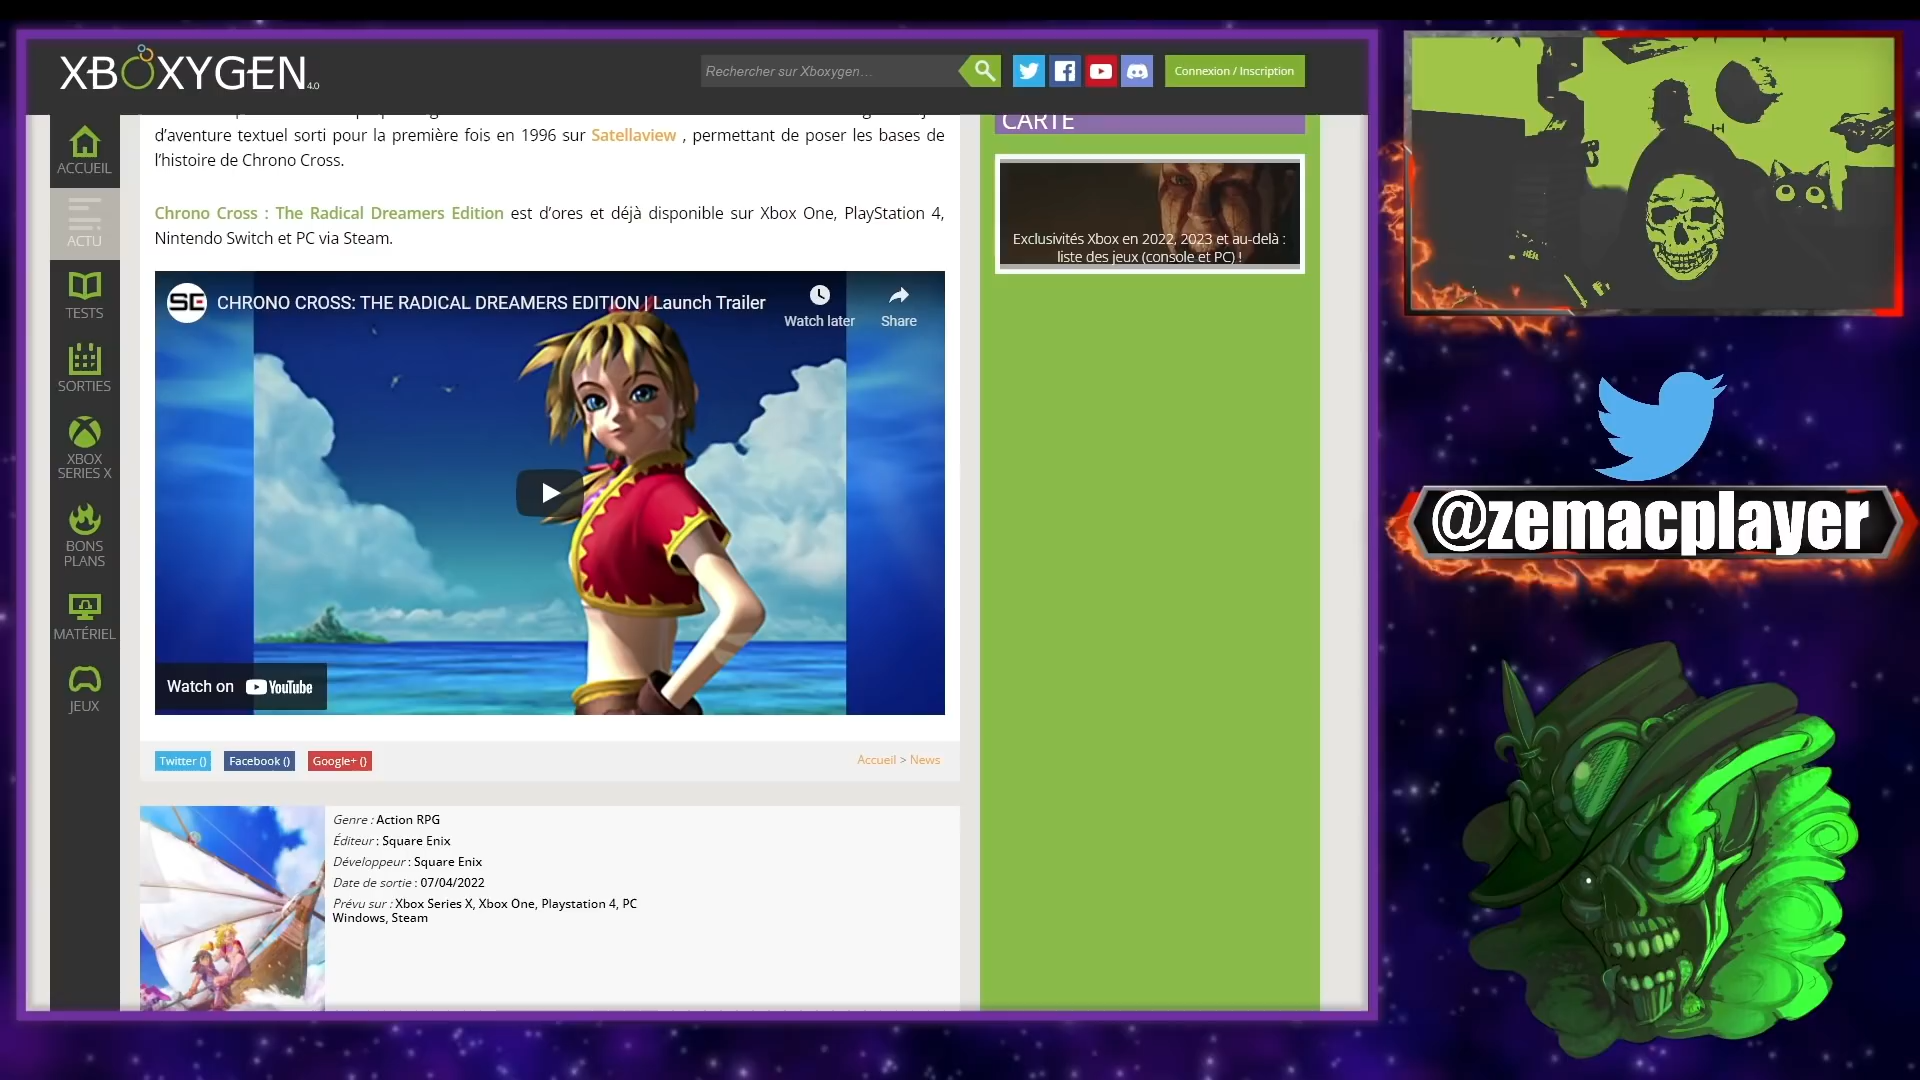 XBOXYGEN 4.0
Rechercher sur Xboxygen...
Connexion / Inscription
ACCUEIL
ACTU
TESTS
SORTIES
XBOX
SERIES X
BONS
PLANS
MATÉRIEL
JEUX
d’aventure textuel sorti pour la première fois en 1996 sur Satellaview , permettant de poser les bases de
l’histoire de Chrono Cross.
Chrono Cross : The Radical Dreamers Edition est d’ores et déjà disponible sur Xbox One, PlayStation 4,
Nintendo Switch et PC via Steam.
SE CHRONO CROSS: THE RADICAL DREAMERS EDITION | Launch Trailer
Watch later
Share
Watch on YouTube
Twitter ()
Facebook ()
Google+ ()
Accueil > News
Genre : Action RPG
Éditeur : Square Enix
Développeur : Square Enix
Date de sortie : 07/04/2022
Prévu sur : Xbox Series X, Xbox One, Playstation 4, PC
Windows, Steam
CARTE
Exclusivités Xbox en 2022, 2023 et au-delà :
liste des jeux (console et PC) !
@zemacplayer